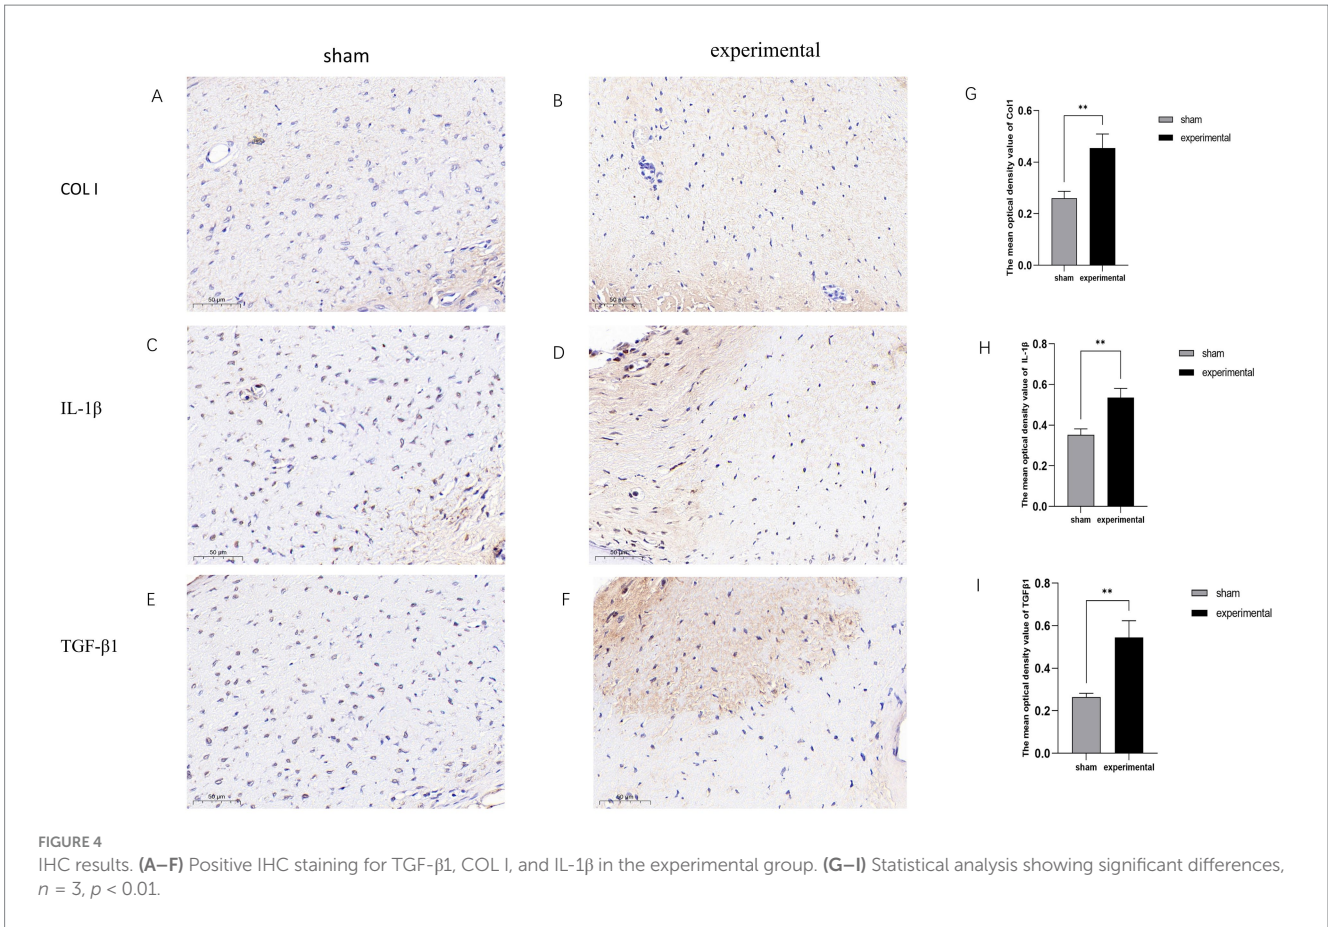 sham
experimental
A
B
COL I
50 µm
50 µm
G
The mean optical density value of Col1
0.6
0.4
0.2
0.0
**
sham
experimental
sham
experimental
C
D
IL-1β
50 µm
50 µm
H
The mean optical density value of IL-1β
0.8
0.6
0.4
0.2
0.0
**
sham
experimental
sham
experimental
E
F
TGF-β1
50 µm
50 µm
I
The mean optical density value of TGFβ1
0.8
0.6
0.4
0.2
0.0
**
sham
experimental
sham
experimental
FIGURE 4
IHC results. (A–F) Positive IHC staining for TGF-β1, COL I, and IL-1β in the experimental group. (G–I) Statistical analysis showing significant differences,
n = 3, p < 0.01.